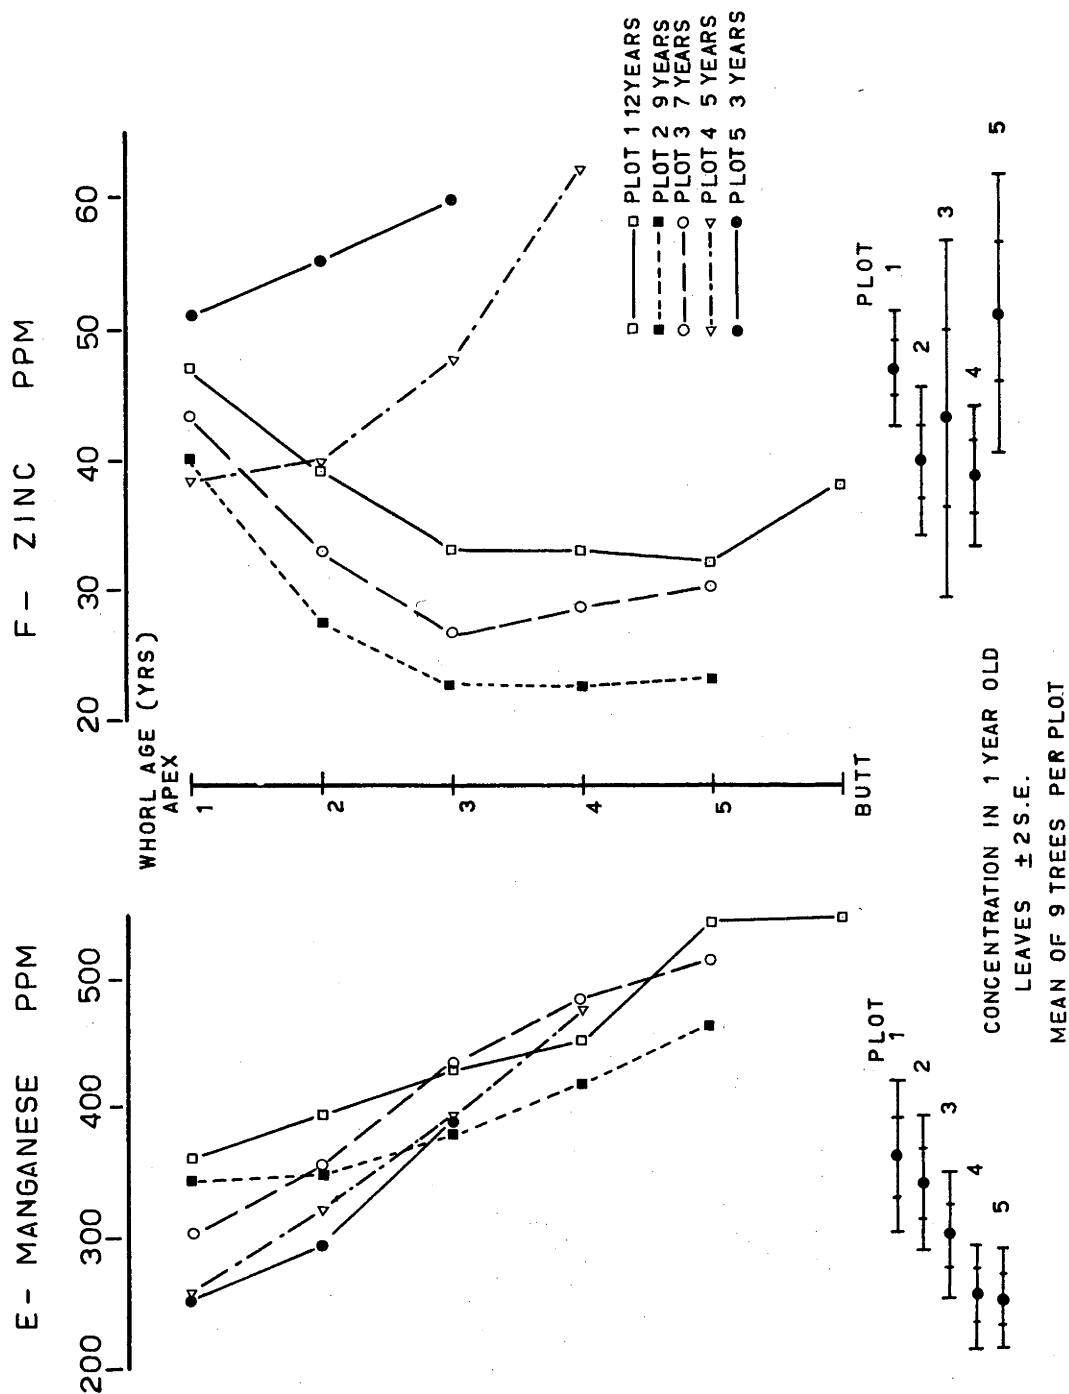 E - MANGANESE PPM
200 300 400 500
F - ZINC PPM
20 30 40 50 60
WHORL AGE (YRS)
APEX
1
2
3
4
5
BUTT
PLOT 1 12YEARS
PLOT 2 9 YEARS
PLOT 3 7 YEARS
PLOT 4 5 YEARS
PLOT 5 3 YEARS
PLOT
1
2
3
4
5
PLOT
1
2
3
4
5
CONCENTRATION IN 1 YEAR OLD
LEAVES ± 2 S.E.
MEAN OF 9 TREES PER PLOT